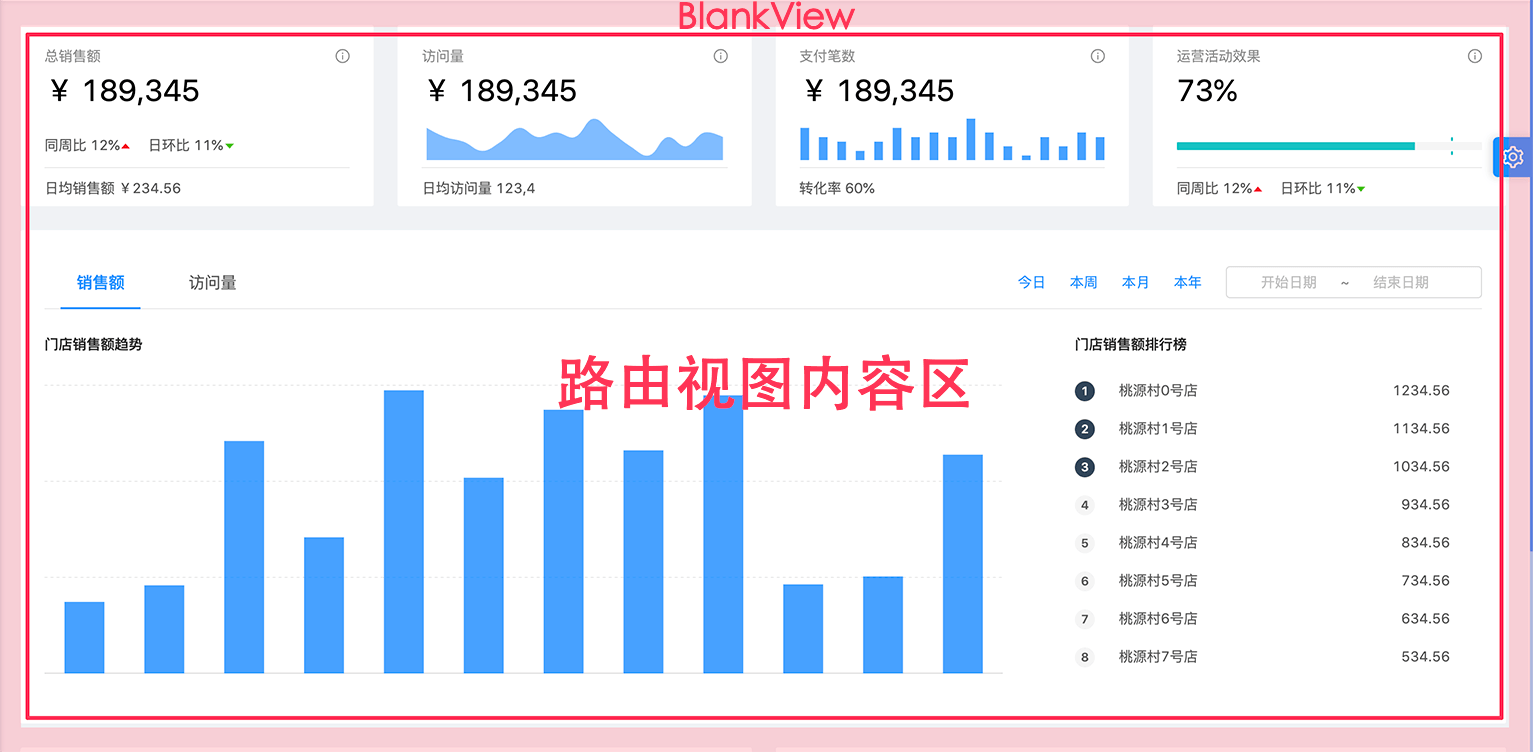 BlankView
总销售额
¥ 189,345
同周比 12% 日环比 11%
日均销售额 ¥234.56
访问量
¥ 189,345
日均访问量 123,4
支付笔数
¥ 189,345
转化率 60%
运营活动效果
73%
同周比 12% 日环比 11%
销售额 访问量
今日 本周 本月 本年 开始日期 ~ 结束日期
门店销售额趋势
路由视图内容区
门店销售额排行榜
1 桃源村0号店 1234.56
2 桃源村1号店 1134.56
3 桃源村2号店 1034.56
4 桃源村3号店 934.56
5 桃源村4号店 834.56
6 桃源村5号店 734.56
7 桃源村6号店 634.56
8 桃源村7号店 534.56